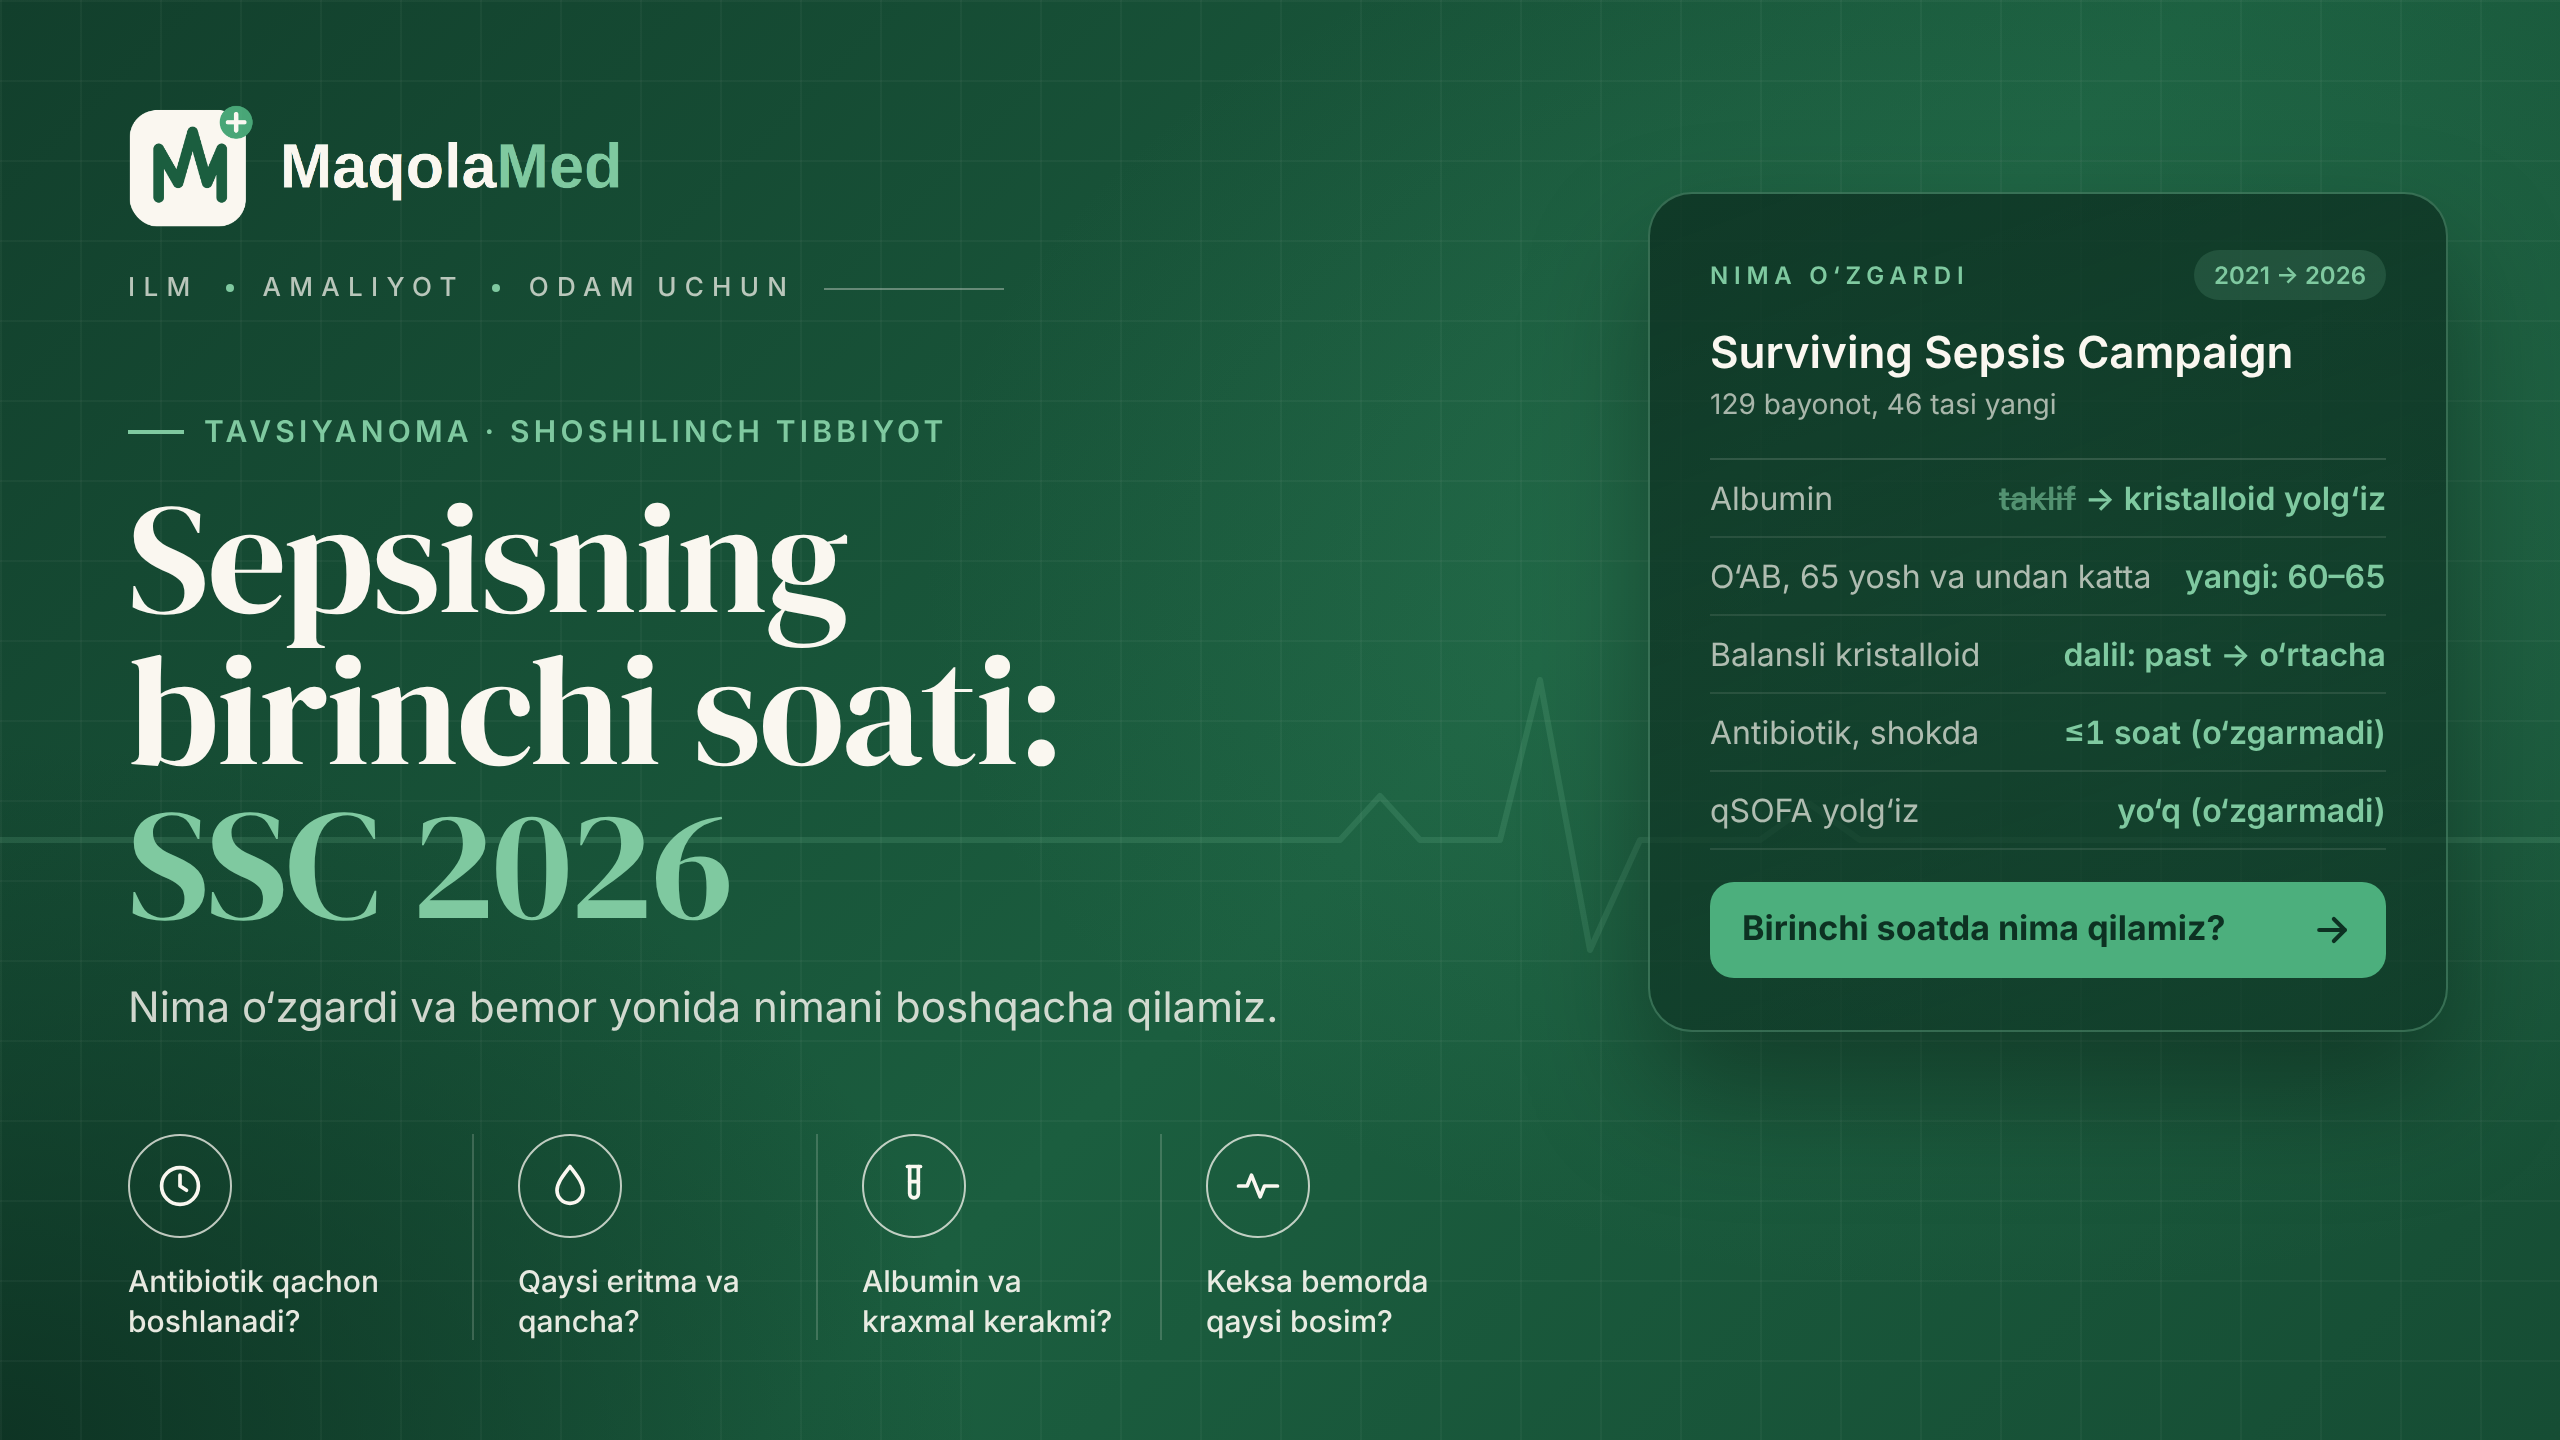 MaqolaMed
ILM • AMALIYOT • ODAM UCHUN
TAVSIYANOMA · SHOSHILINCH TIBBIYOT
Sepsisning
birinchi soati:
SSC 2026
Nima o‘zgardi va bemor yonida nimani boshqacha qilamiz.
Antibiotik qachon
boshlanadi?
Qaysi eritma va
qancha?
Albumin va
kraxmal kerakmi?
Keksa bemorda
qaysi bosim?
NIMA O‘ZGARDI 2021 → 2026
Surviving Sepsis Campaign
129 bayonot, 46 tasi yangi
Albumin taklif → kristalloid yolg‘iz
O‘AB, 65 yosh va undan katta yangi: 60–65
Balansli kristalloid dalil: past → o‘rtacha
Antibiotik, shokda ≤1 soat (o‘zgarmadi)
qSOFA yolg‘iz yo‘q (o‘zgarmadi)
Birinchi soatda nima qilamiz? →